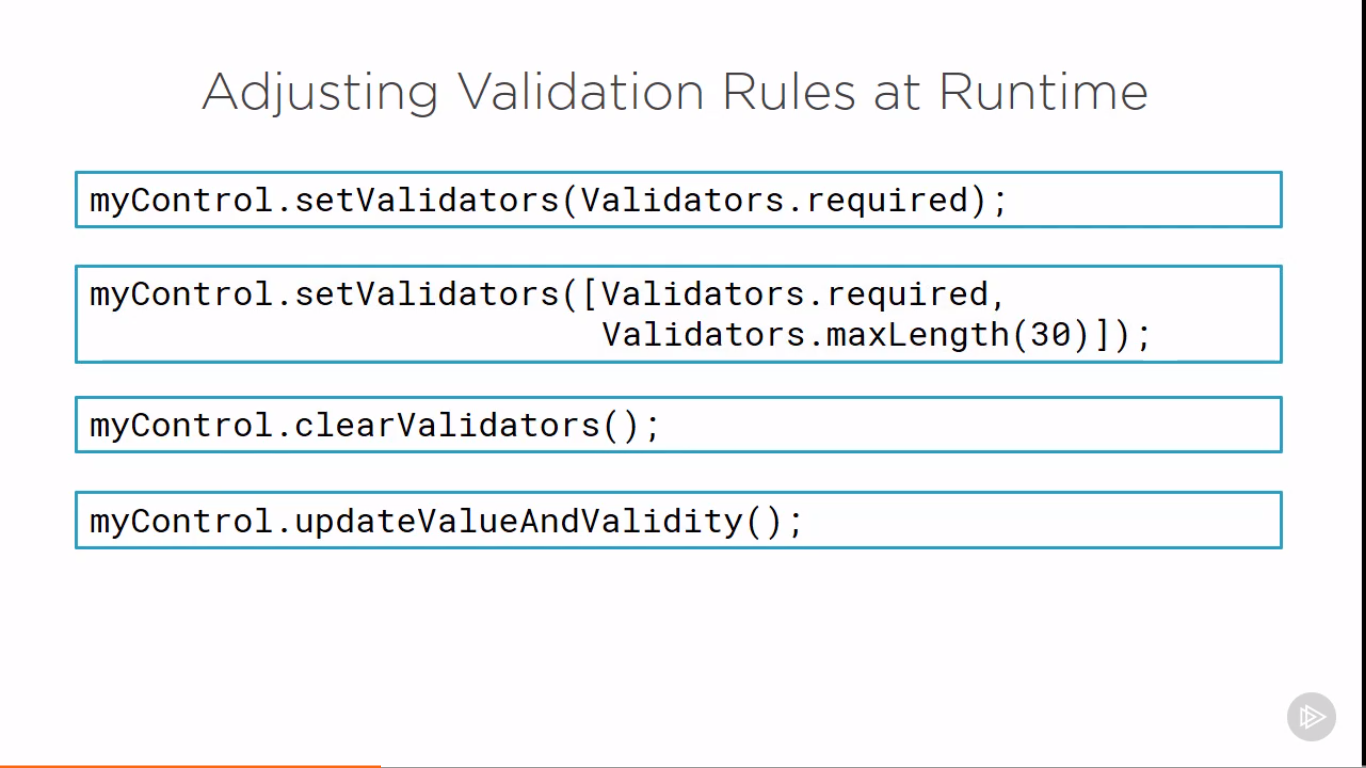 Adjusting Validation Rules at Runtime
myControl.setValidators(Validators.required);
myControl.setValidators([Validators.required,
Validators.maxLength(30)]);
myControl.clearValidators();
myControl.updateValueAndValidity();